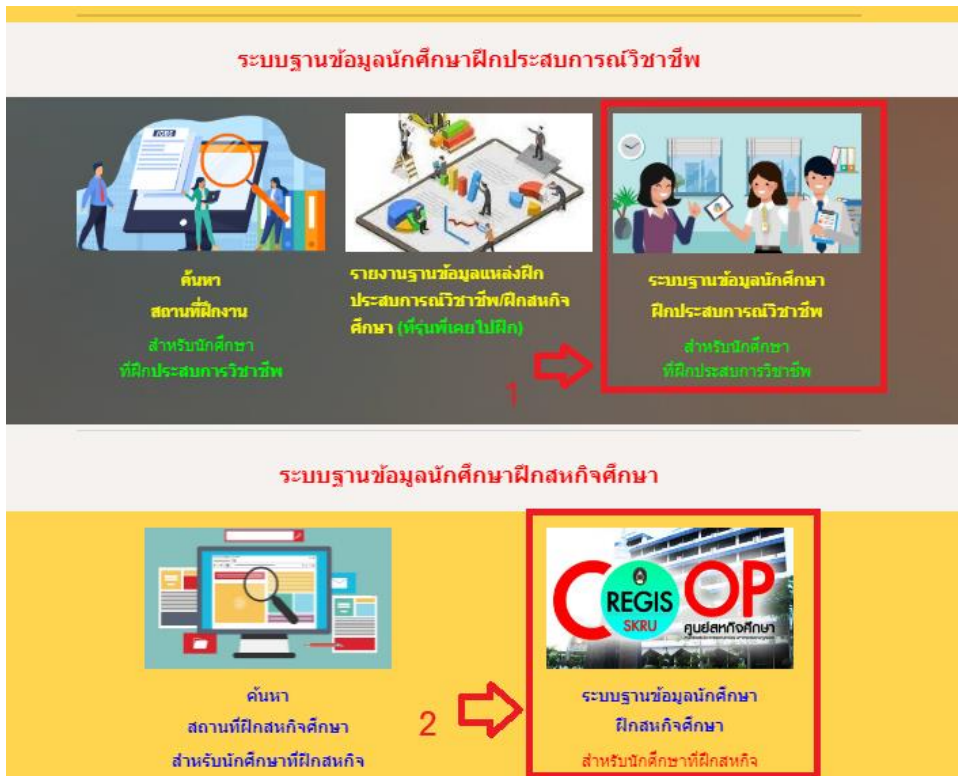 ระบบฐานข้อมูลนักศึกษาฝึกประสบการณ์วิชาชีพ
JOBS
ค้นหา
สถานที่ฝึกงาน
สำหรับนักศึกษา
ที่ฝึกประสบการวิชาชีพ
รายงานฐานข้อมูลแหล่งฝึก
ประสบการณ์วิชาชีพ/ฝึกสหกิจ
ศึกษา (ที่รุ่นพี่เคยไปฝึก)
ระบบฐานข้อมูลนักศึกษา
ฝึกประสบการณ์วิชาชีพ
สำหรับนักศึกษา
ที่ฝึกประสบการวิชาชีพ
1
ระบบฐานข้อมูลนักศึกษาฝึกสหกิจศึกษา
ค้นหา
สถานที่ฝึกสหกิจศึกษา
สำหรับนักศึกษาที่ฝึกสหกิจ
2
COOP
REGIS
SKRU
ศูนย์สหกิจศึกษา
ระบบฐานข้อมูลนักศึกษา
ฝึกสหกิจศึกษา
สำหรับนักศึกษาที่ฝึกสหกิจ